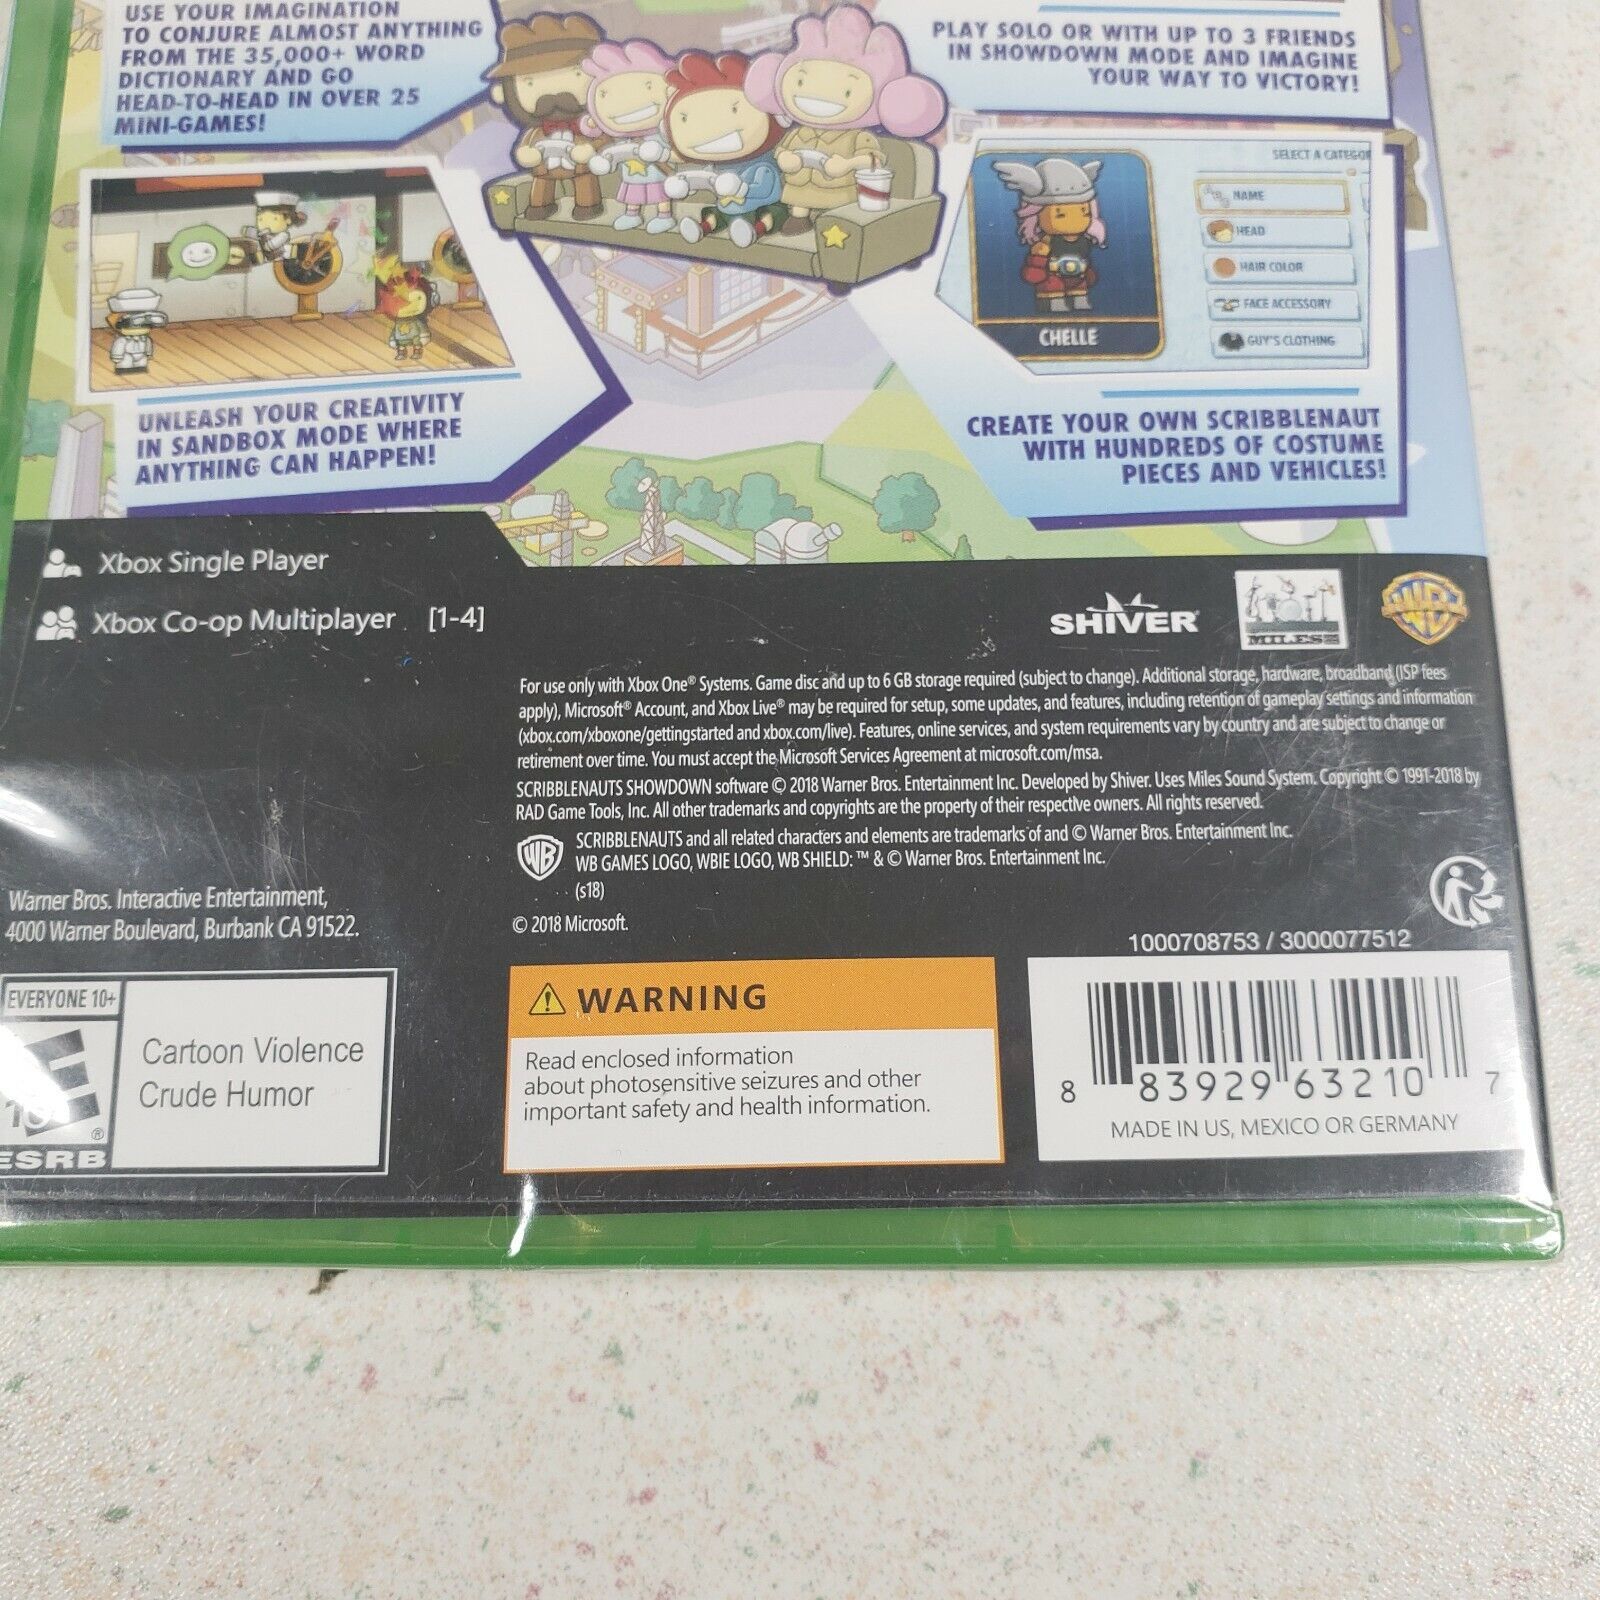 USE YOUR IMAGINATION
TO CONJURE ALMOST ANYTHING
FROM THE 35,000+ WORD
DICTIONARY AND GO
HEAD-TO-HEAD IN OVER 25
MINI-GAMES!
PLAY SOLO OR WITH UP TO 3 FRIENDS
IN SHOWDOWN MODE AND IMAGINE
YOUR WAY TO VICTORY!
SELECT A CATEGOR
NAME
HEAD
HAIR COLOR
FACE ACCESSORY
GUY'S CLOTHING
CHELLE
UNLEASH YOUR CREATIVITY
IN SANDBOX MODE WHERE
ANYTHING CAN HAPPEN!
CREATE YOUR OWN SCRIBBLENAUT
WITH HUNDREDS OF COSTUME
PIECES AND VEHICLES!
Xbox Single Player
Xbox Co-op Multiplayer [1-4]
SHIVER
MILES
WB
For use only with Xbox One® Systems. Game disc and up to 6 GB storage required (subject to change). Additional storage, hardware, broadband (ISP fees
apply), Microsoft® Account, and Xbox Live® may be required for setup, some updates, and features, including retention of gameplay settings and information
(xbox.com/xboxone/gettingstarted and xbox.com/live). Features, online services, and system requirements vary by country and are subject to change or
retirement over time. You must accept the Microsoft Services Agreement at microsoft.com/msa.
SCRIBBLENAUTS SHOWDOWN software © 2018 Warner Bros. Entertainment Inc. Developed by Shiver. Uses Miles Sound System. Copyright © 1991-2018 by
RAD Game Tools, Inc. All other trademarks and copyrights are the property of their respective owners. All rights reserved.
WB
SCRIBBLENAUTS and all related characters and elements are trademarks of and © Warner Bros. Entertainment Inc.
WB GAMES LOGO, WBIE LOGO, WB SHIELD: ™ & © Warner Bros. Entertainment Inc.
(s18)
© 2018 Microsoft.
Warner Bros. Interactive Entertainment,
4000 Warner Boulevard, Burbank CA 91522.
1000708753 / 3000077512
EVERYONE 10+
E
10
®
ESRB
Cartoon Violence
Crude Humor
WARNING
Read enclosed information
about photosensitive seizures and other
important safety and health information.
8 83929 63210 7
MADE IN US, MEXICO OR GERMANY